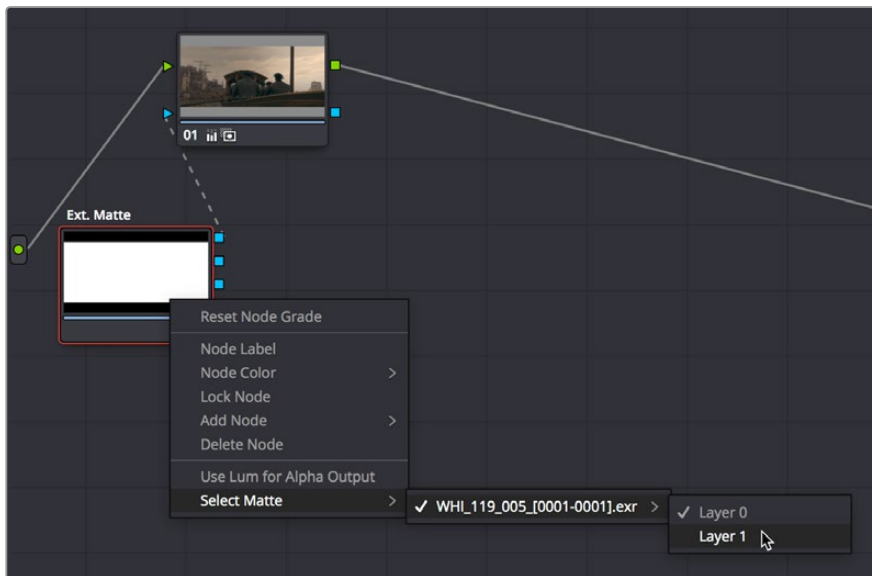 01
Ext. Matte
Reset Node Grade
Node Label
Node Color
Lock Node
Add Node
Delete Node
Use Lum for Alpha Output
Select Matte
WHI_119_005_[0001-0001].exr
Layer 0
Layer 1